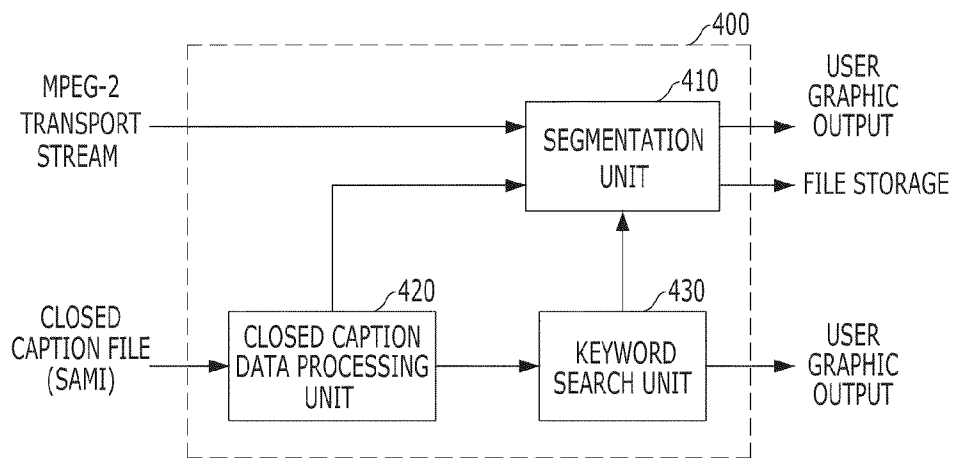 400
MPEG-2
TRANSPORT
STREAM
410
SEGMENTATION
UNIT
USER
GRAPHIC
OUTPUT
FILE STORAGE
CLOSED
CAPTION FILE
(SAMI)
420
CLOSED CAPTION
DATA PROCESSING
UNIT
430
KEYWORD
SEARCH UNIT
USER
GRAPHIC
OUTPUT